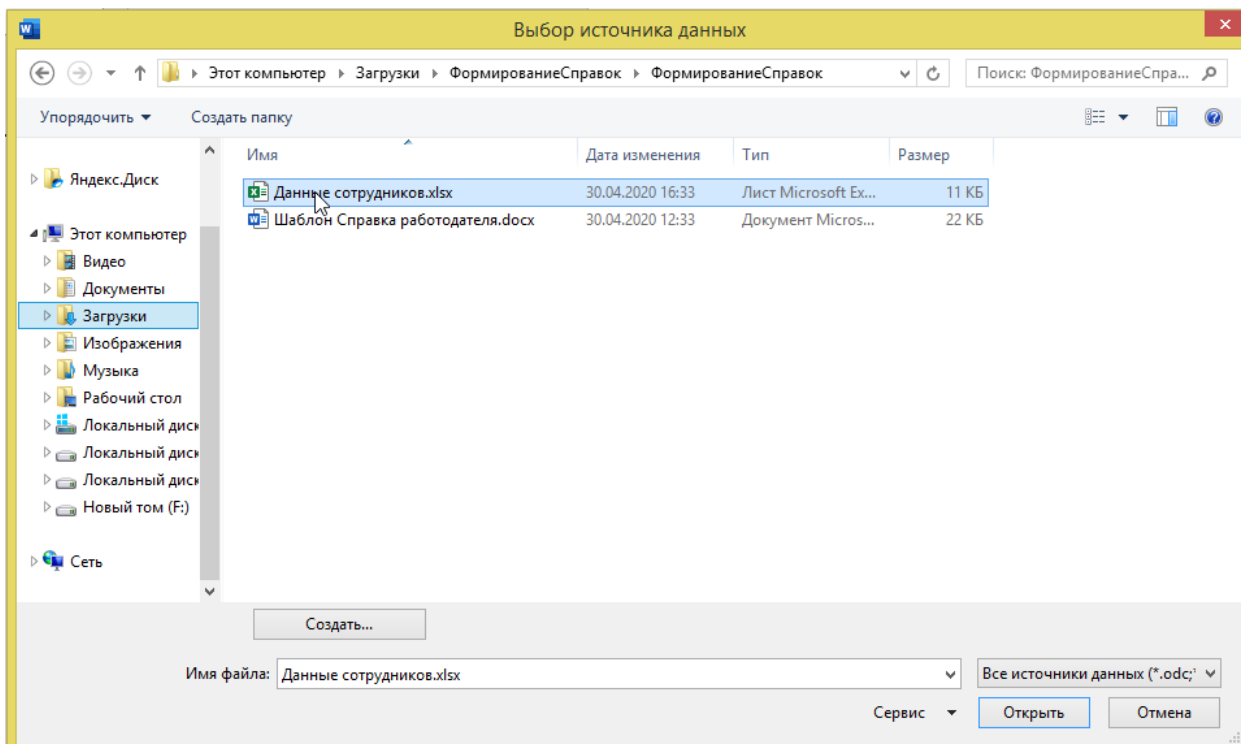 Выбор источника данных
Этот компьютер Загрузки ФормированиеСправок ФормированиеСправок Поиск: ФормированиеСпра...
Упорядочить Создать папку
Имя Дата изменения Тип Размер
Яндекс.Диск
Данные сотрудников.xlsx 30.04.2020 16:33 Лист Microsoft Ex... 11 КБ
Шаблон Справка работодателя.docx 30.04.2020 12:33 Документ Micros... 22 КБ
Этот компьютер
Видео
Документы
Загрузки
Изображения
Музыка
Рабочий стол
Локальный диск
Локальный диск
Локальный диск
Новый том (F:)
Сеть
Создать...
Имя файла: Данные сотрудников.xlsx Все источники данных (*.odc;*
Сервис Открыть Отмена